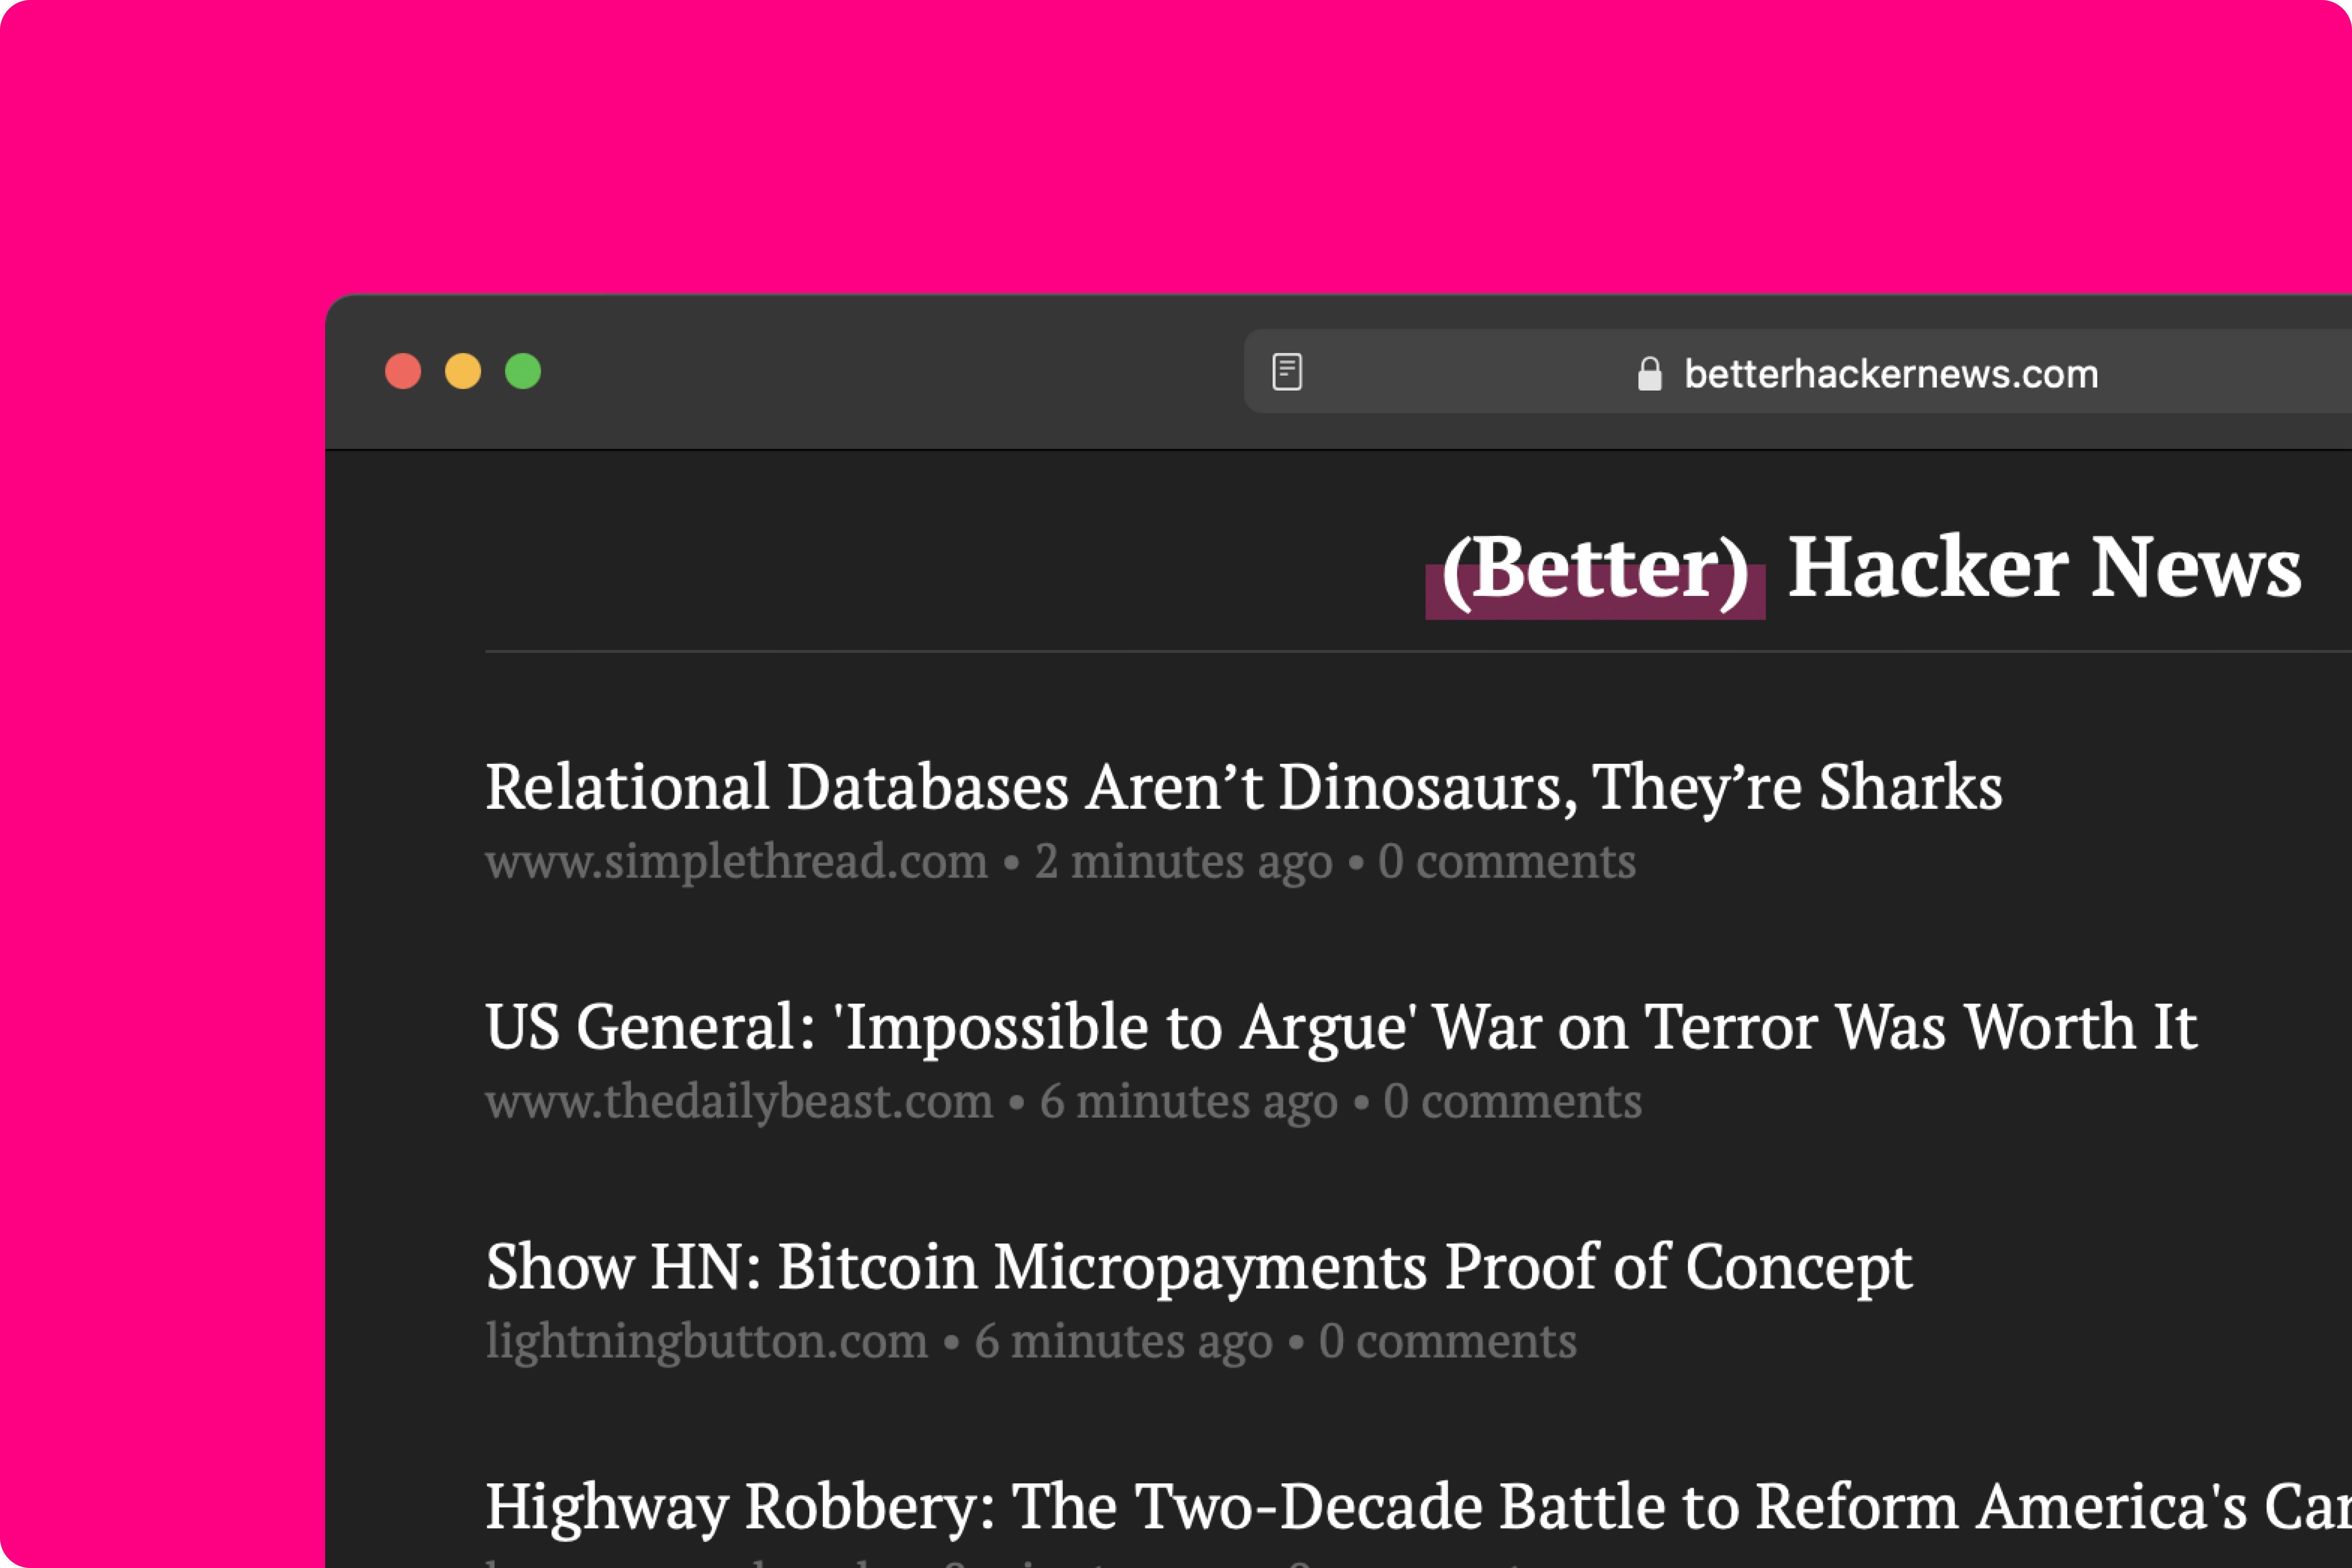 betterhackernews.com
(Better) Hacker News
Relational Databases Aren’t Dinosaurs, They’re Sharks
www.simplethread.com • 2 minutes ago • 0 comments
US General: 'Impossible to Argue' War on Terror Was Worth It
www.thedailybeast.com • 6 minutes ago • 0 comments
Show HN: Bitcoin Micropayments Proof of Concept
lightningbutton.com • 6 minutes ago • 0 comments
Highway Robbery: The Two-Decade Battle to Reform America's